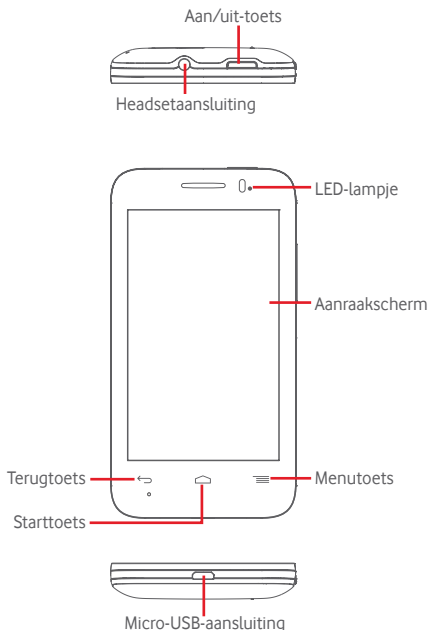 Aan/uit-toets
Headsetaansluiting
LED-lampje
Aanraakscherm
Terugtoets
Menutoets
Starttoets
Micro-USB-aansluiting